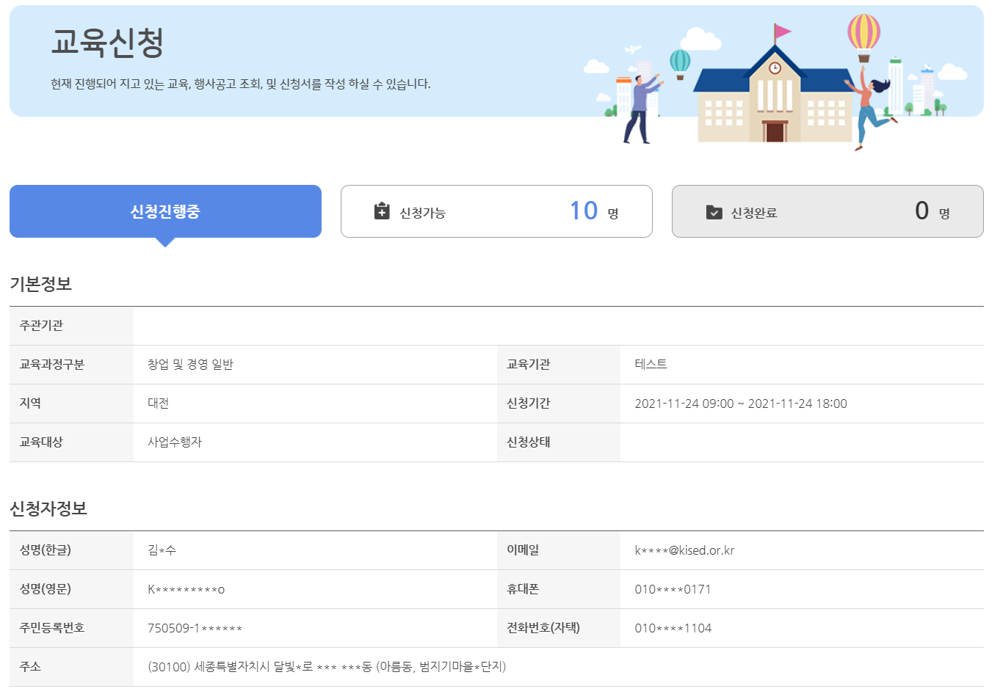 교육신청
현재 진행되어 지고 있는 교육, 행사공고 조회, 및 신청서를 작성 하실 수 있습니다.
신청진행중
신청가능 10 명
신청완료 0 명
기본정보
주관기관
교육과정구분 창업 및 경영 일반 교육기관 테스트
지역 대전 신청기간 2021-11-24 09:00 ~ 2021-11-24 18:00
교육대상 사업수행자 신청상태
신청자정보
성명(한글) 김*수 이메일 k****@kised.or.kr
성명(영문) K*********o 휴대폰 010****0171
주민등록번호 750509-1****** 전화번호(자택) 010****1104
주소 (30100) 세종특별자치시 달빛*로 *** ***동 (아름동, 범지기마을*단지)